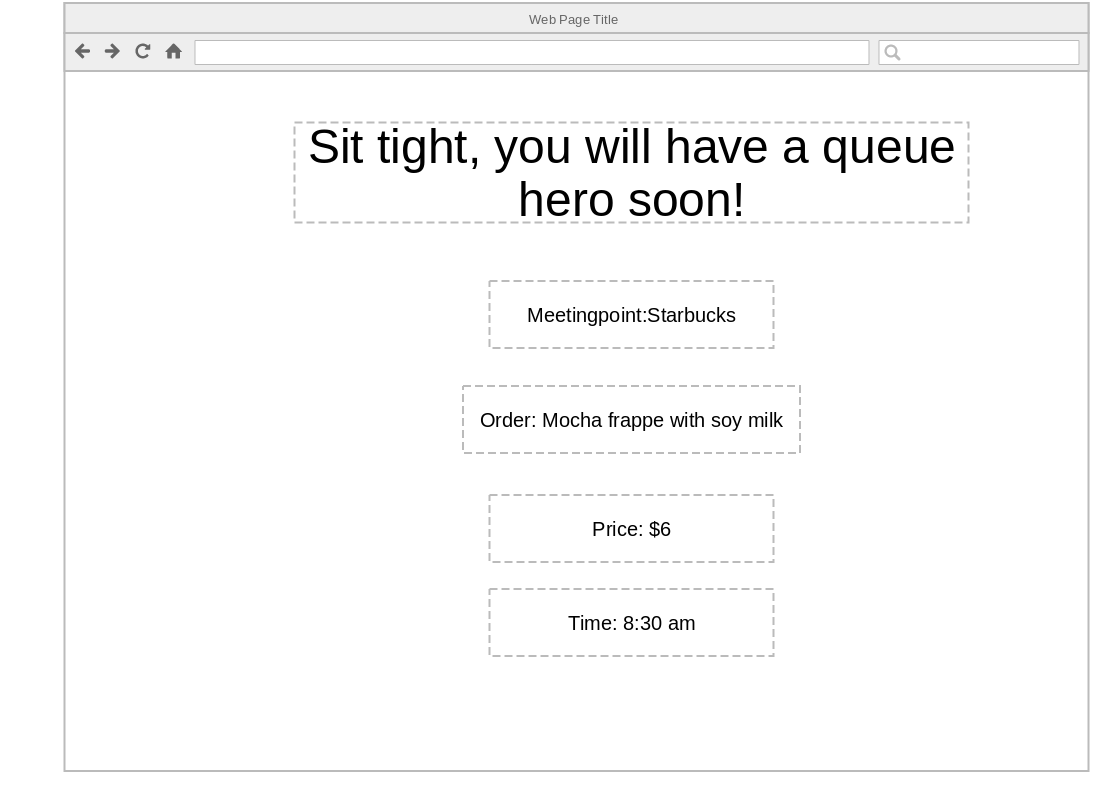 Web Page Title
Sit tight, you will have a queue
hero soon!
Meetingpoint:Starbucks
Order: Mocha frappe with soy milk
Price: $6
Time: 8:30 am